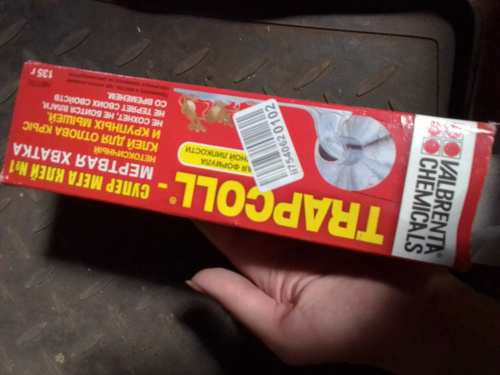 VALBRENTA®
CHEMICALS
TRAPCOLL®
– СУПЕР МЕГА КЛЕЙ №1
МЕРТВАЯ ХВАТКА
НЕТОКСИЧНЫЙ
КЛЕЙ ДЛЯ ОТЛОВА КРЫС
И КРУПНЫХ МЫШЕЙ.
НЕ СОХНЕТ, НЕ БОИТСЯ ВЛАГИ,
НЕ ТЕРЯЕТ СВОИХ СВОЙСТВ
СО ВРЕМЕНЕМ.
ФОРМУЛА
ЛИПКОСТИ
li7540620102
135 г